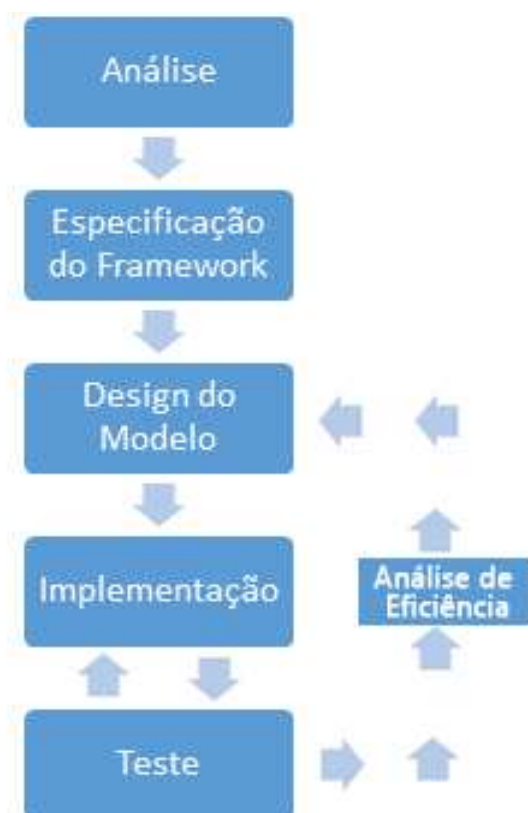 Análise
Especificação
do Framework
Design do
Modelo
Implementação
Análise de
Eficiência
Teste